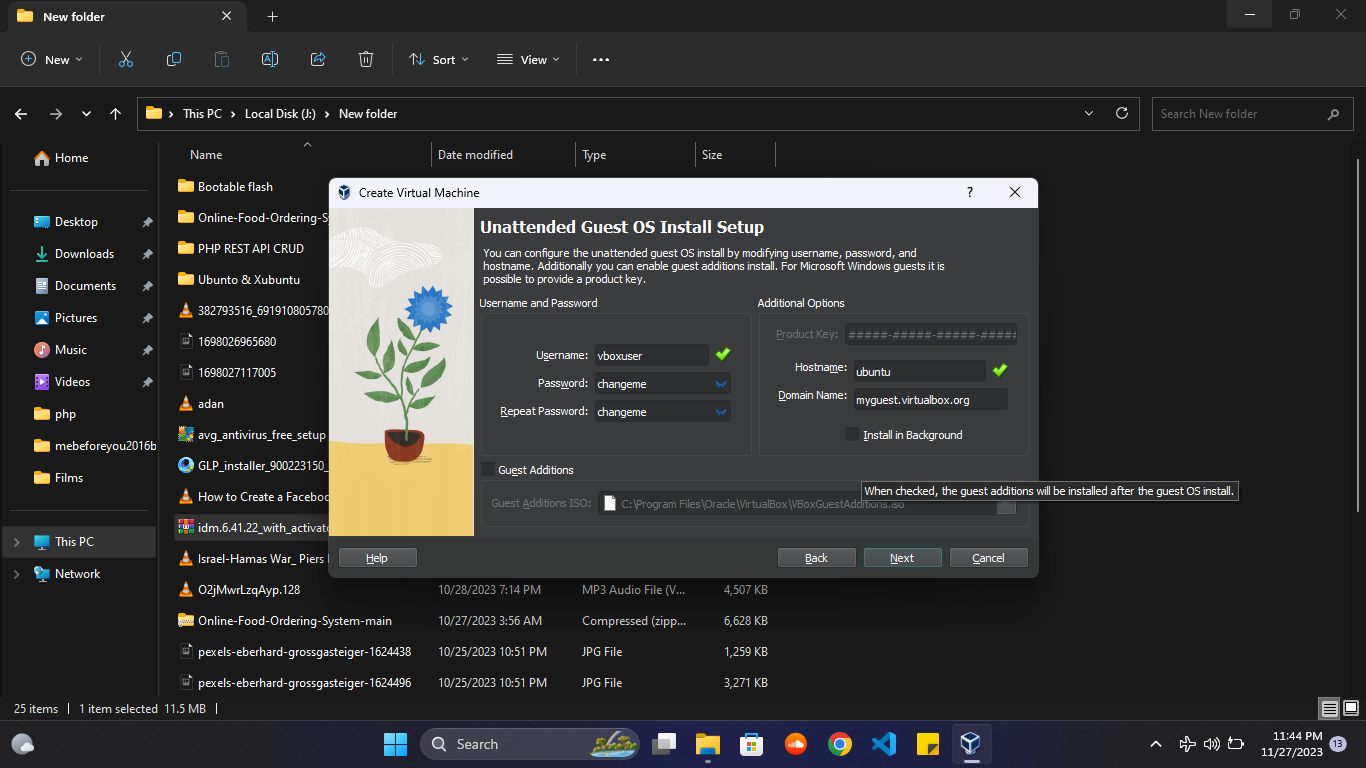 New folder
New
Sort
View
This PC
Local Disk (J:)
New folder
Search New folder
Home
Desktop
Downloads
Documents
Pictures
Music
Videos
php
mebeforeyou2016b
Films
This PC
Network
Name
Date modified
Type
Size
Bootable flash
Online-Food-Ordering-Sy
PHP REST API CRUD
Ubunto & Xubuntu
382793516_691910805780
1698026965680
1698027117005
adan
avg_antivirus_free_setup
GLP_installer_900223150_
How to Create a Faceboo
idm.6.41.22_with_activato
Israel-Hamas War_ Piers
O2jMwrLzqAyp.128 10/28/2023 7:14 PM MP3 Audio File (V... 4,507 KB
Online-Food-Ordering-System-main 10/27/2023 3:56 AM Compressed (zipp... 6,628 KB
pexels-eberhard-grossgasteiger-1624438 10/25/2023 10:51 PM JPG File 1,259 KB
pexels-eberhard-grossgasteiger-1624496 10/25/2023 10:51 PM JPG File 3,271 KB
Create Virtual Machine
?
Unattended Guest OS Install Setup
You can configure the unattended guest OS install by modifying username, password, and
hostname. Additionally you can enable guest additions install. For Microsoft Windows guests it is
possible to provide a product key.
Username and Password
Username: vboxuser
Password: changeme
Repeat Password: changeme
Additional Options
Product Key: #####-#####-#####-#####
Hostname: ubuntu
Domain Name: myguest.virtualbox.org
Install in Background
Guest Additions
When checked, the guest additions will be installed after the guest OS install.
Guest Additions ISO: C:\Program Files\Oracle\VirtualBox\VBoxGuestAdditions.iso
Help
Back
Next
Cancel
25 items
1 item selected 11.5 MB
Search
11:44 PM
11/27/2023
13